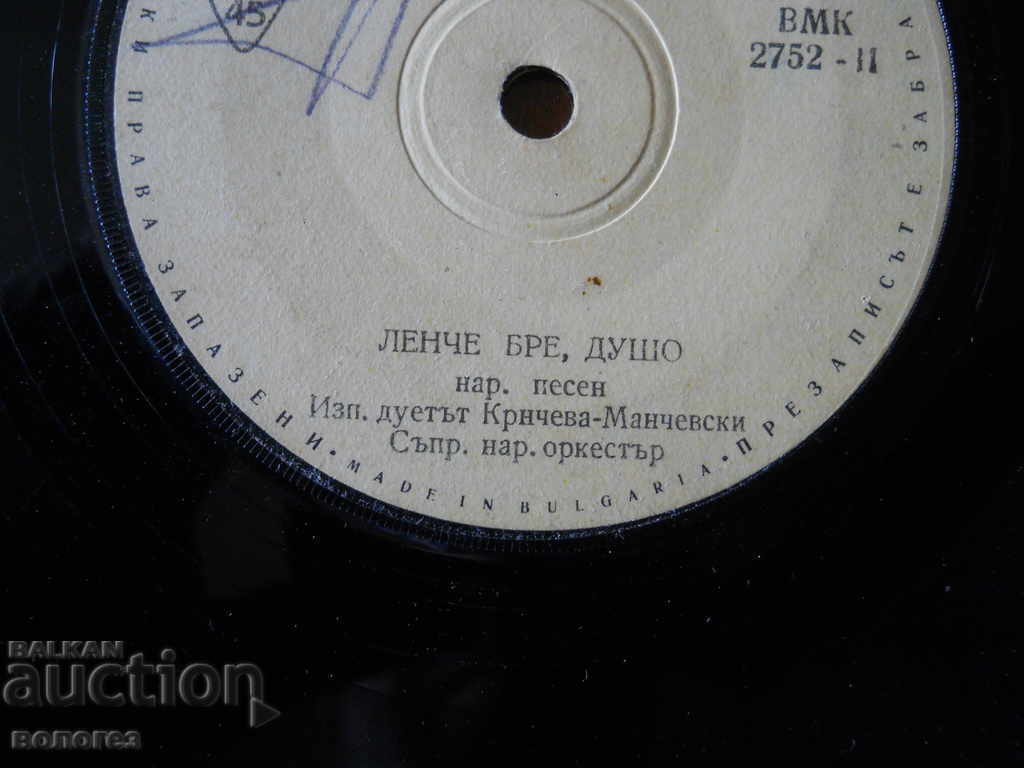 45
ВМК
2752 - II
ЛЕНЧЕ БРЕ, ДУШО
нар. песен
Изп. дуетът Крнчева-Манчевски
Съпр. нар. оркестър
КИ ПРАВА ЗАПАЗЕНИ • MADE IN BULGARIA • ПРЕЗАПИСЪТ Е ЗАБРА
BALKAN
auction
вологез